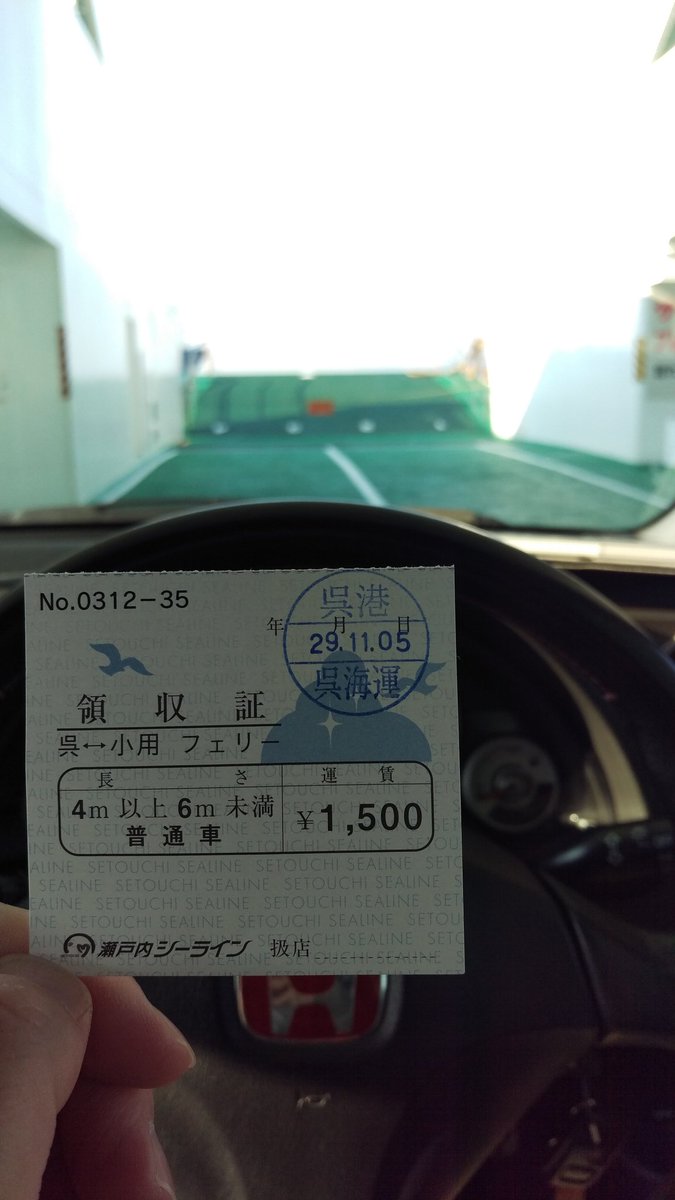 No.0312-35
年 月 日
呉港
29.11.05
呉海運
領収証
呉↔小用 フェリー
長さ 運賃
4m以上6m未満 ¥1,500
普通車
瀬戸内シーライン 扱店
SETOUCHI SEALINE